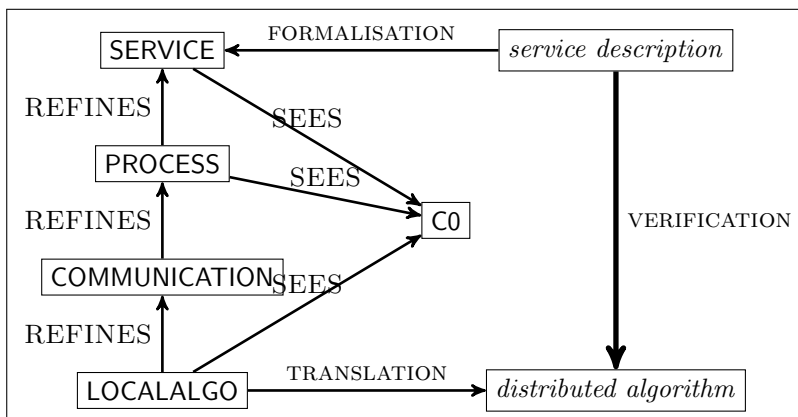 FORMALISATION
SERVICE
service description
REFINES
SEES
PROCESS
SEES
REFINES
C0
VERIFICATION
COMMUNICATION
SEES
REFINES
TRANSLATION
LOCALALGO
distributed algorithm